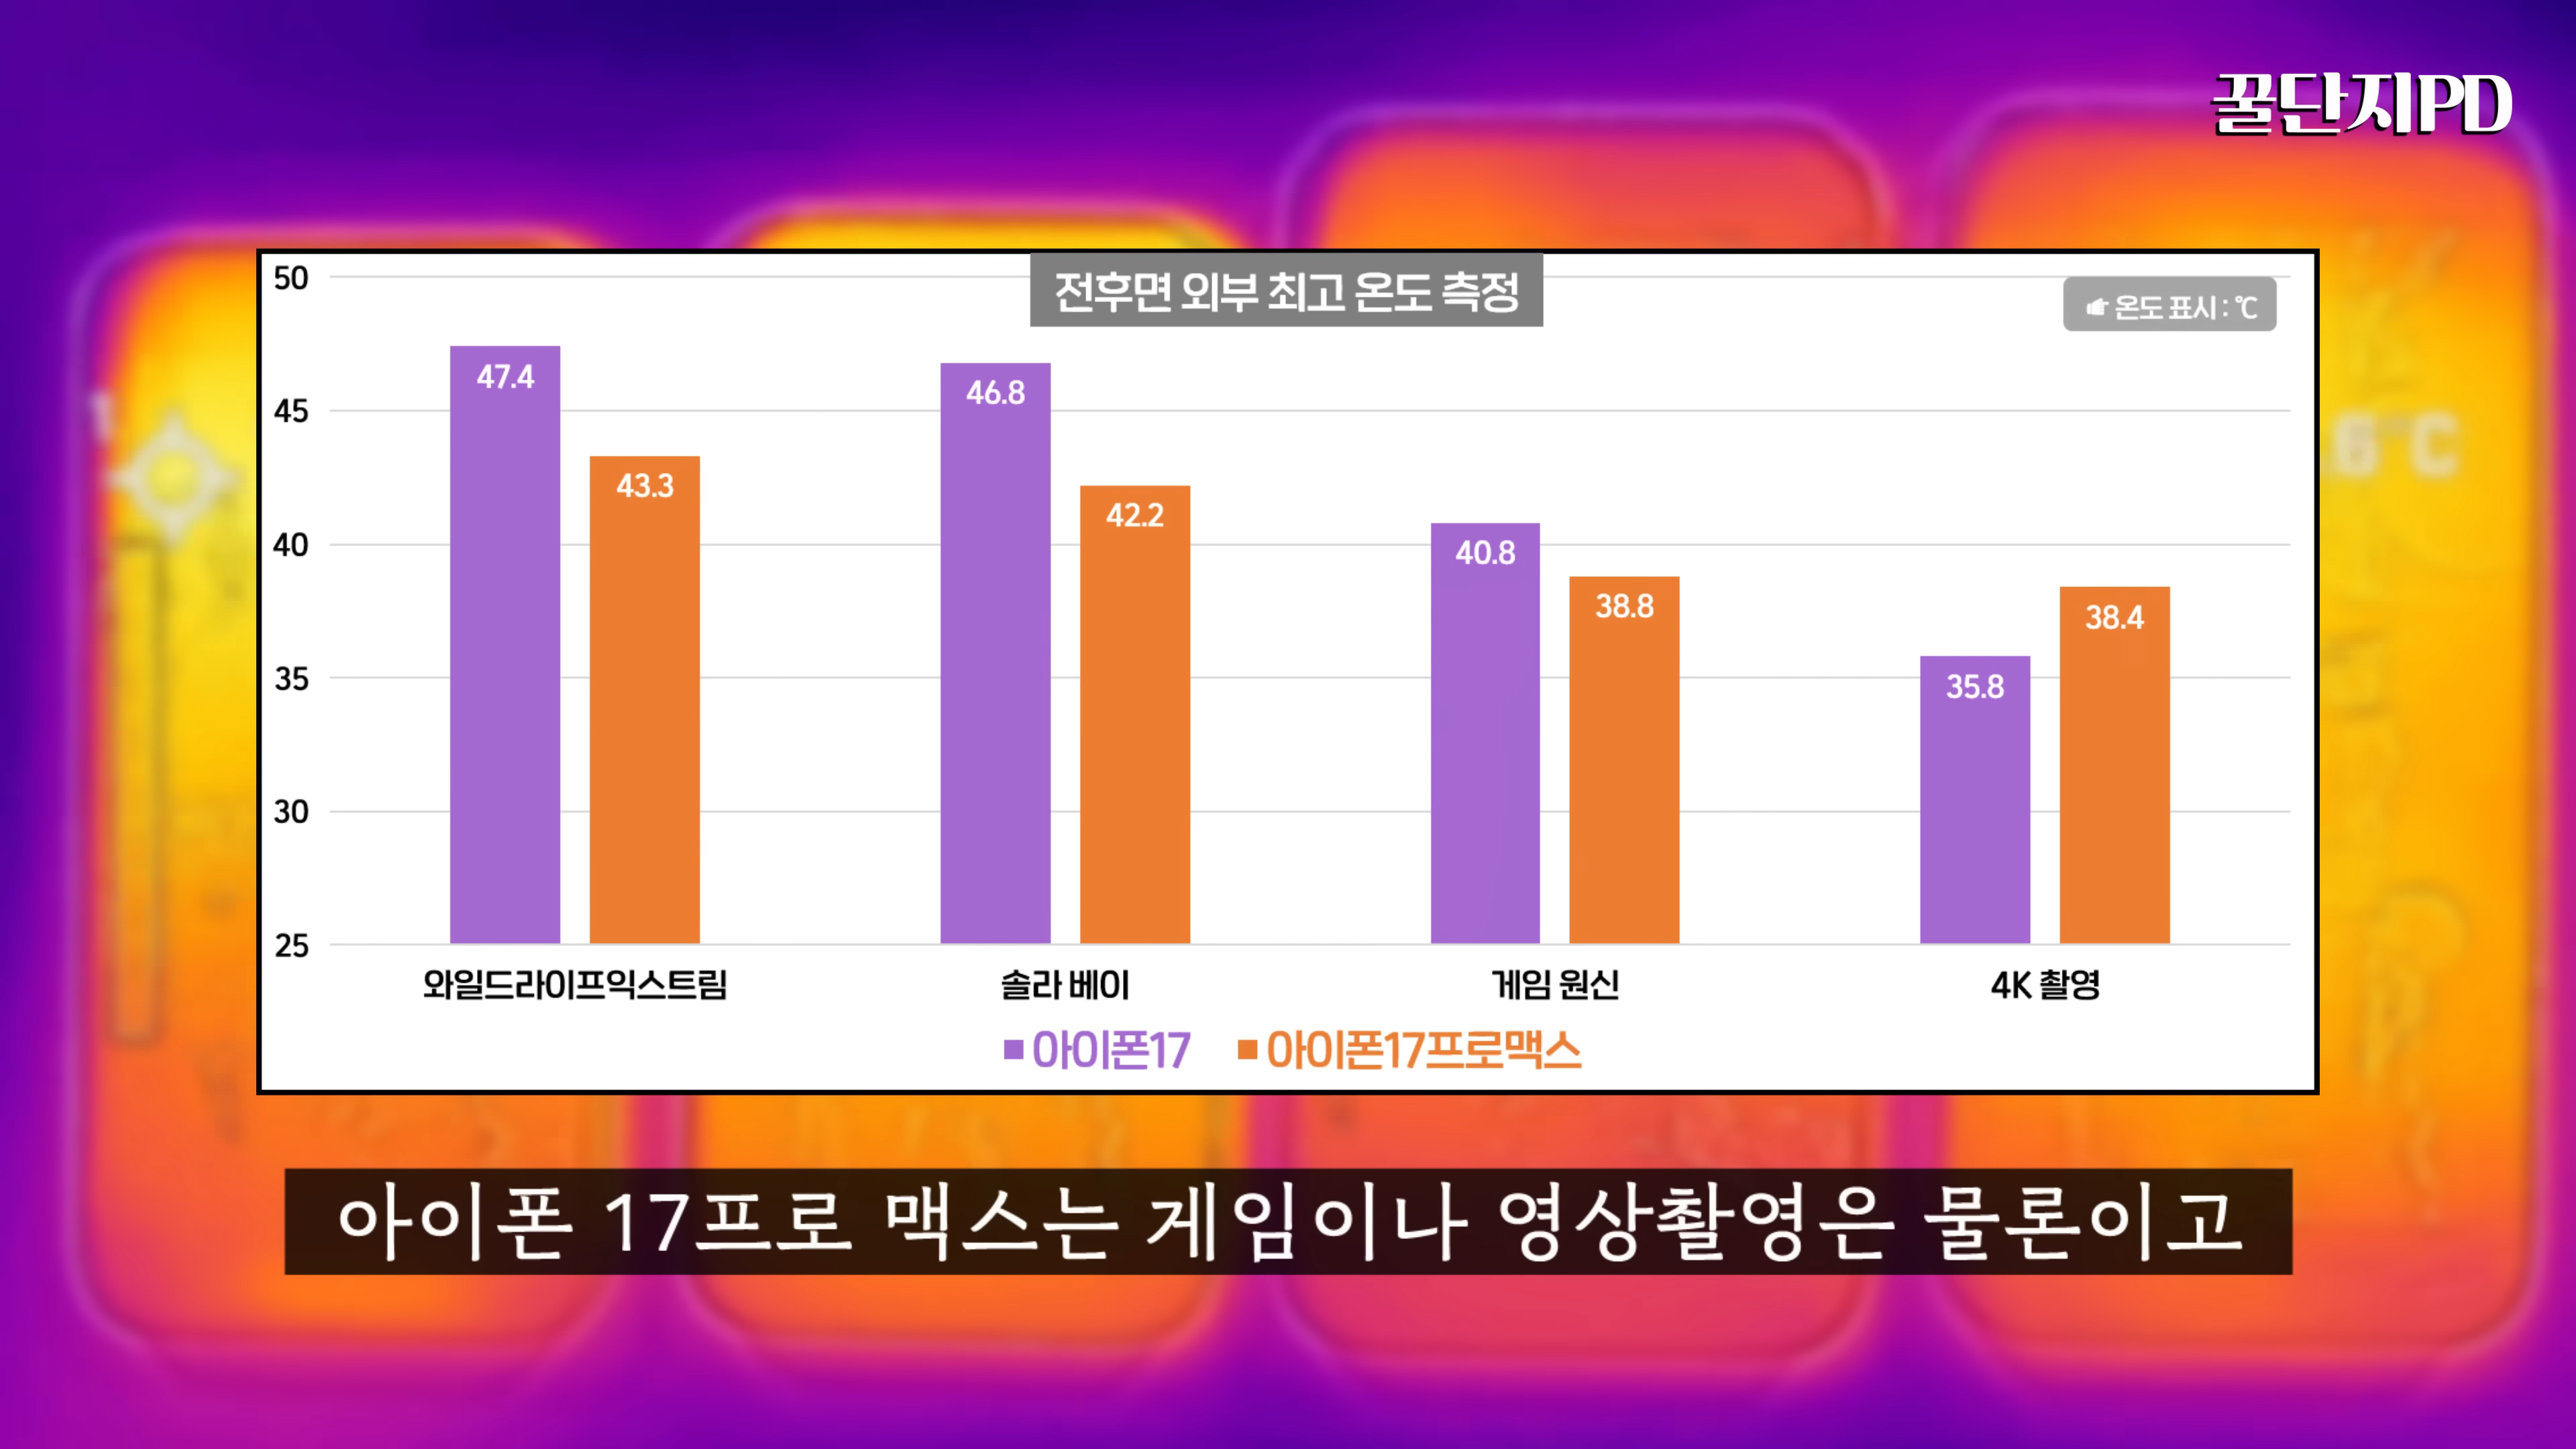 꿀단지PD
전후면 외부 최고 온도 측정
온도 표시 : ℃
50
45
40
35
30
25
47.4
43.3
46.8
42.2
40.8
38.8
35.8
38.4
와일드라이프익스트림
솔라 베이
게임 원신
4K 촬영
아이폰17
아이폰17프로맥스
아이폰 17프로 맥스는 게임이나 영상촬영은 물론이고